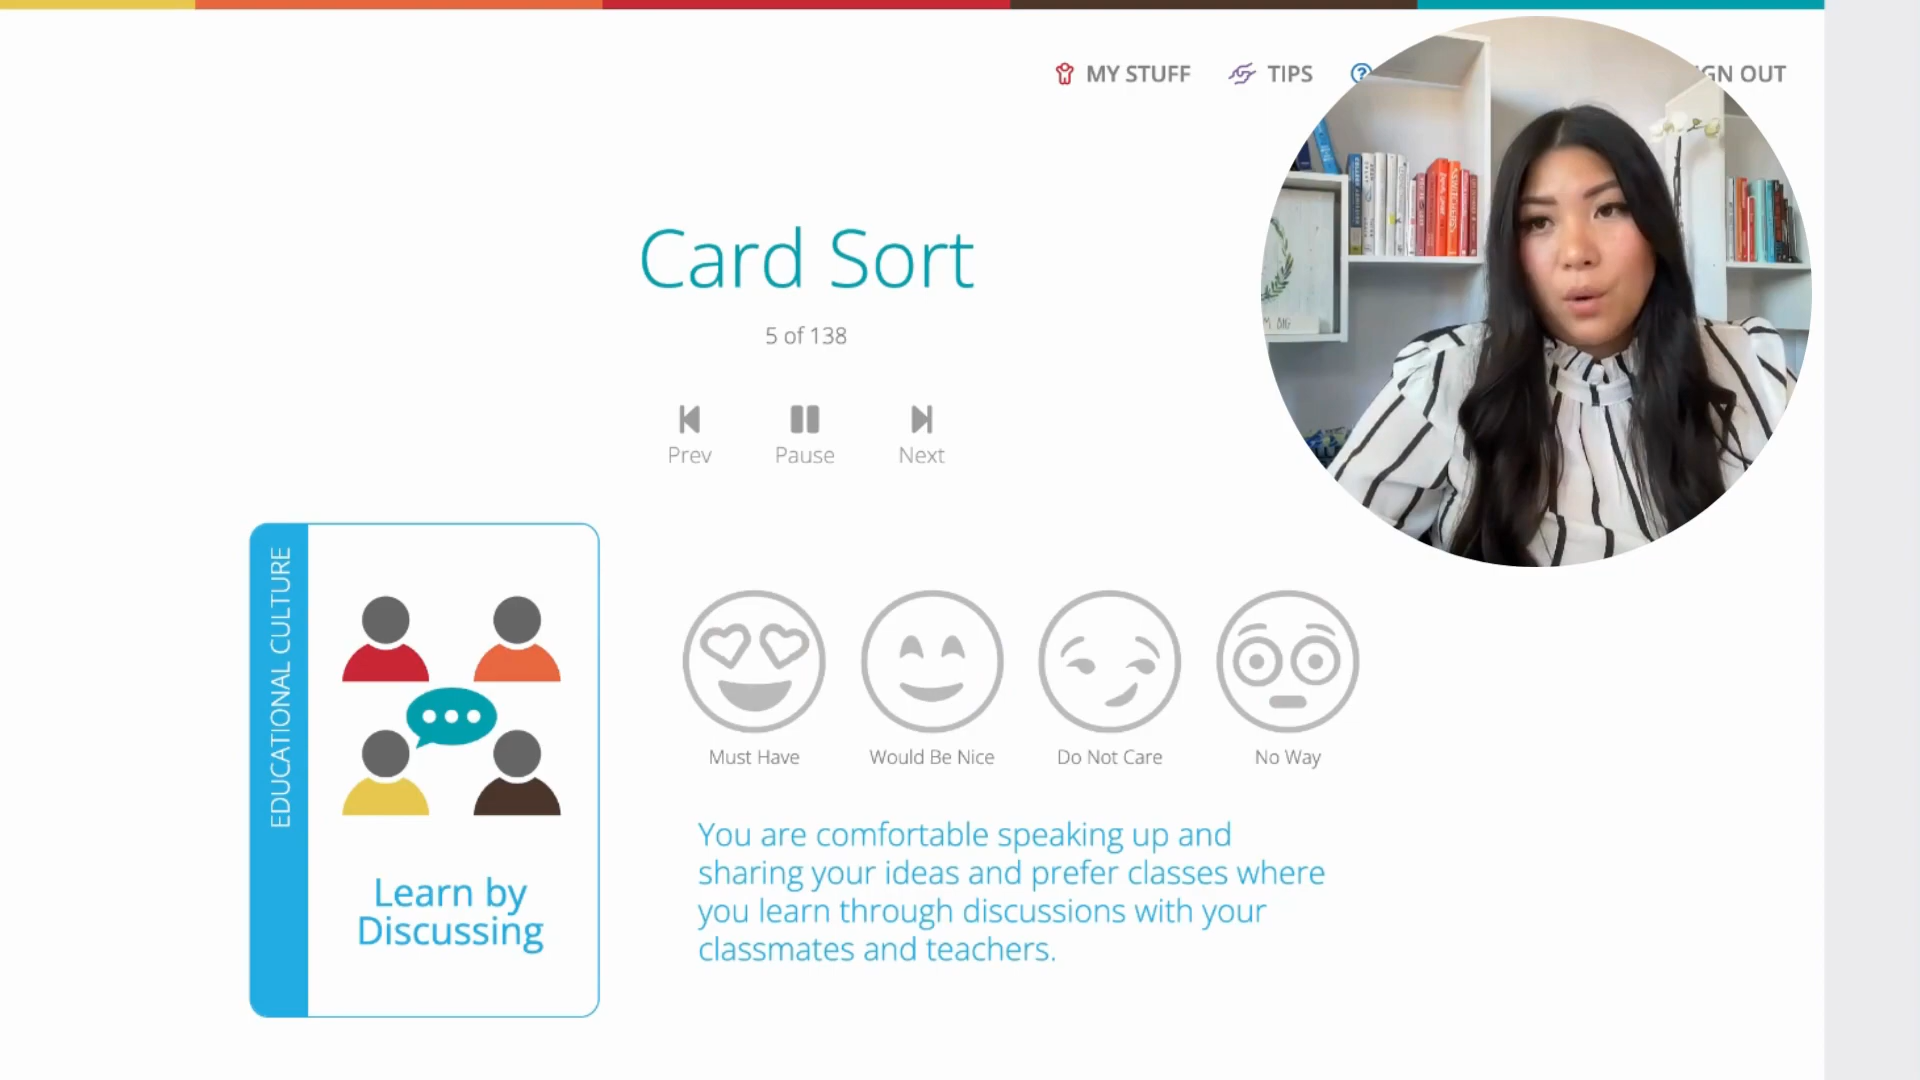 MY STUFF
TIPS
GN OUT
Card Sort
5 of 138
Prev
Pause
Next
EDUCATIONAL CULTURE
Learn by
Discussing
Must Have
Would Be Nice
Do Not Care
No Way
You are comfortable speaking up and
sharing your ideas and prefer classes where
you learn through discussions with your
classmates and teachers.